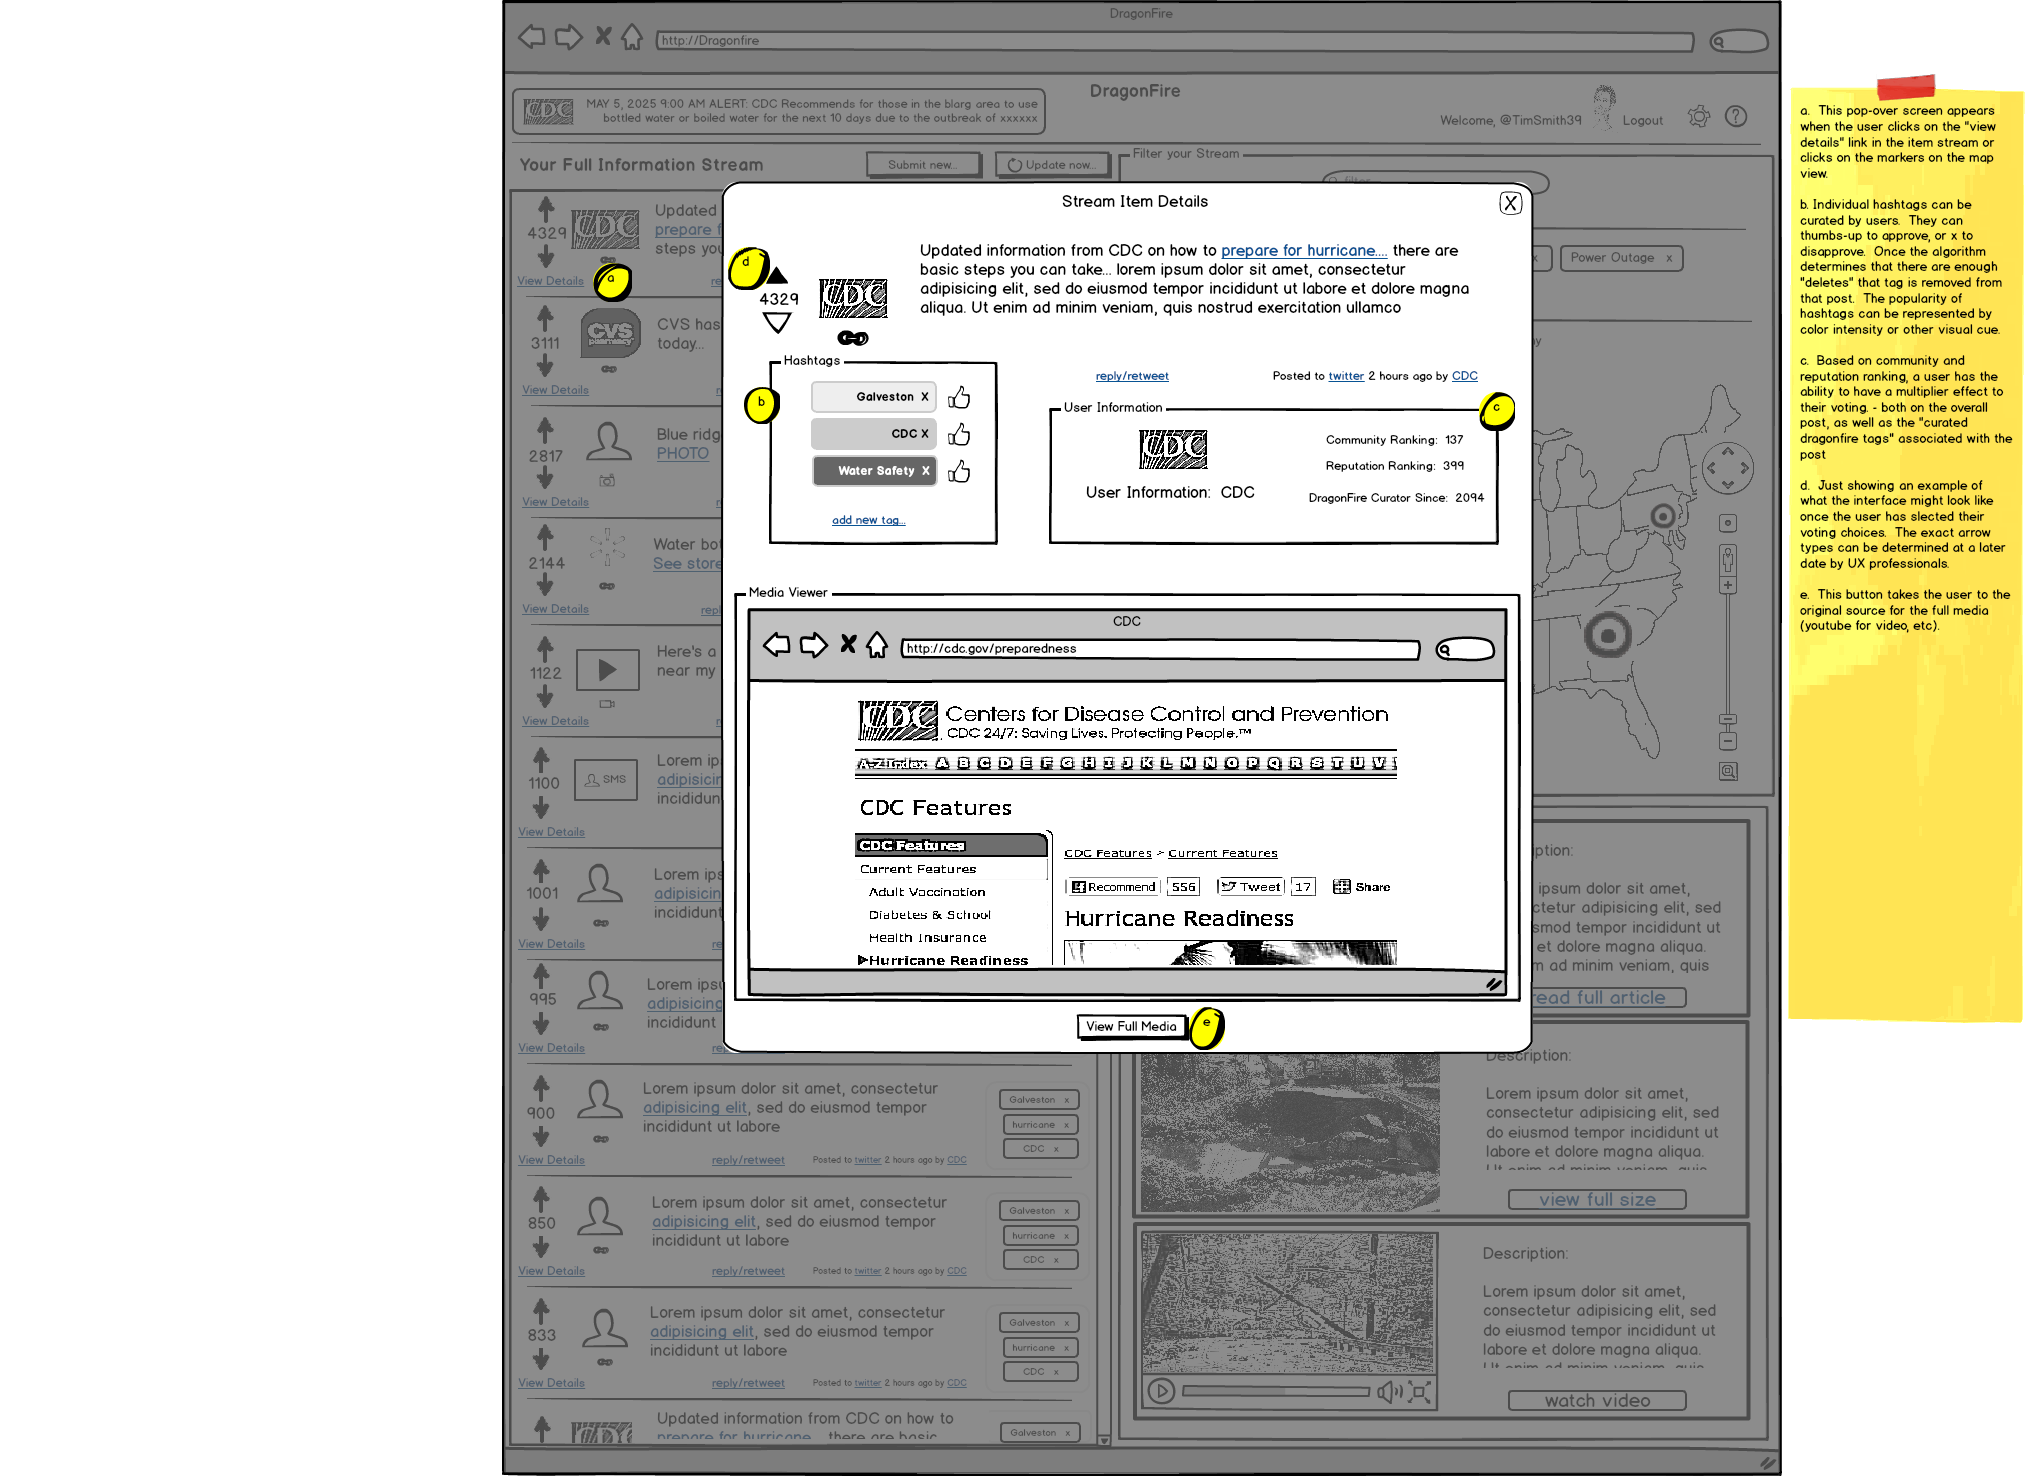 DragonFire
http://Dragonfire
CDC
MAY 5, 2025 9:00 AM ALERT: CDC Recommends for those in the blarg area to use
bottled water or boiled water for the next 10 days due to the outbreak of xxxxxx
DragonFire
Welcome, @TimSmith39
Logout
?
Your Full Information Stream
Submit new...
Update now...
Filter your Stream
filter
x
Power Outage x
4329
CDC
Updated
prepare f
steps you
View Details
re
3111
CVS
pharmacy
CVS has
today...
View Details
2817
Blue ridg
PHOTO
View Details
2144
Water bot
See store
View Details
repl
1122
Here's a
near my
View Details
1100
SMS
Lorem ip
adipisicin
incididun
View Details
1001
Lorem ips
adipisicin
incididunt
View Details
re
995
Lorem ipsu
adipisicing
incididunt
View Details
rep
900
Lorem ipsum dolor sit amet, consectetur
adipisicing elit, sed do eiusmod tempor
incididunt ut labore
Galveston x
hurricane x
CDC x
View Details
reply/retweet
Posted to twitter 2 hours ago by CDC
850
Lorem ipsum dolor sit amet, consectetur
adipisicing elit, sed do eiusmod tempor
incididunt ut labore
Galveston x
hurricane x
CDC x
View Details
reply/retweet
Posted to twitter 2 hours ago by CDC
833
Lorem ipsum dolor sit amet, consectetur
adipisicing elit, sed do eiusmod tempor
incididunt ut labore
Galveston x
hurricane x
CDC x
View Details
reply/retweet
Posted to twitter 2 hours ago by CDC
Updated information from CDC on how to
prepare for hurricane... there are basic
Galveston x
Stream Item Details
X
a
d
4329
CDC
Updated information from CDC on how to prepare for hurricane.... there are
basic steps you can take... lorem ipsum dolor sit amet, consectetur
adipisicing elit, sed do eiusmod tempor incididunt ut labore et dolore magna
aliqua. Ut enim ad minim veniam, quis nostrud exercitation ullamco
reply/retweet
Posted to twitter 2 hours ago by CDC
Hashtags
b
Galveston X
CDC X
Water Safety X
add new tag...
User Information
c
CDC
User Information: CDC
Community Ranking: 137
Reputation Ranking: 399
DragonFire Curator Since: 2094
Media Viewer
CDC
http://cdc.gov/preparedness
CDC
Centers for Disease Control and Prevention
CDC 24/7: Saving Lives. Protecting People.™
A-Z Index A B C D E F G H I J K L M N O P Q R S T U V
CDC Features
CDC Features
Current Features
Adult Vaccination
Diabetes & School
Health Insurance
Hurricane Readiness
CDC Features > Current Features
Recommend 556
Tweet 17
Share
Hurricane Readiness
View Full Media
e
ption:
ipsum dolor sit amet,
ctetur adipisicing elit, sed
smod tempor incididunt ut
et dolore magna aliqua.
m ad minim veniam, quis
read full article
Description:
Lorem ipsum dolor sit amet,
consectetur adipisicing elit, sed
do eiusmod tempor incididunt ut
labore et dolore magna aliqua.
Ut enim ad minim veniam, quis
view full size
Description:
Lorem ipsum dolor sit amet,
consectetur adipisicing elit, sed
do eiusmod tempor incididunt ut
labore et dolore magna aliqua.
Ut enim ad minim veniam, quis
watch video
a. This pop-over screen appears
when the user clicks on the "view
details" link in the item stream or
clicks on the markers on the map
view.
b. Individual hashtags can be
curated by users. They can
thumbs-up to approve, or x to
disapprove. Once the algorithm
determines that there are enough
"deletes" that tag is removed from
that post. The popularity of
hashtags can be represented by
color intensity or other visual cue.
c. Based on community and
reputation ranking, a user has the
ability to have a multiplier effect to
their voting. - both on the overall
post, as well as the "curated
dragonfire tags" associated with the
post
d. Just showing an example of
what the interface might look like
once the user has slected their
voting choices. The exact arrow
types can be determined at a later
date by UX professionals.
e. This button takes the user to the
original source for the full media
(youtube for video, etc).